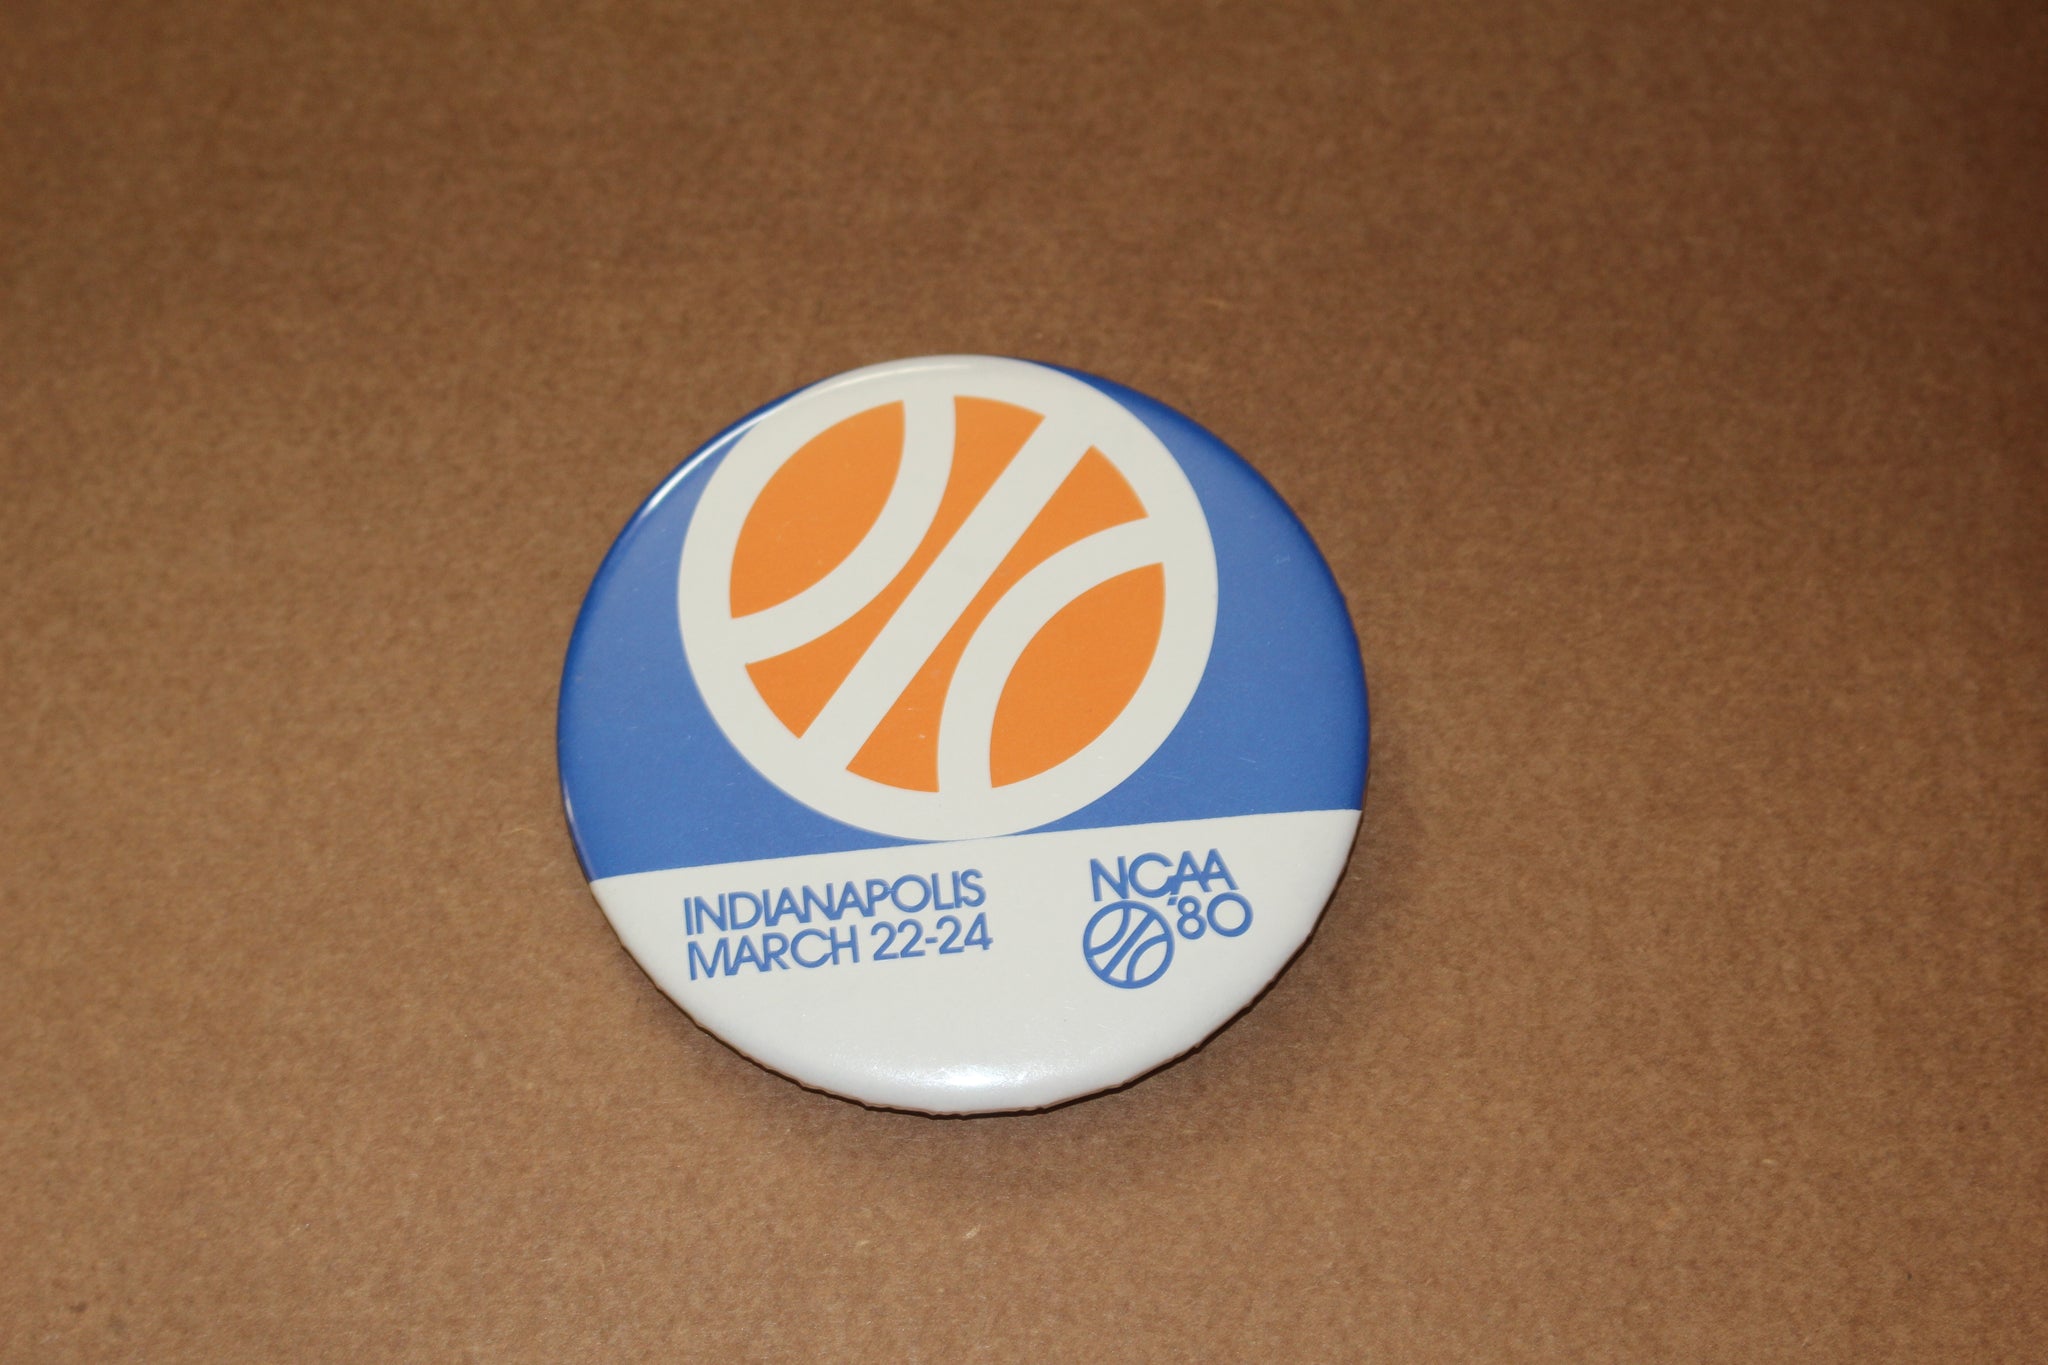 INDIANAPOLIS
MARCH 22-24
NCAA
'80